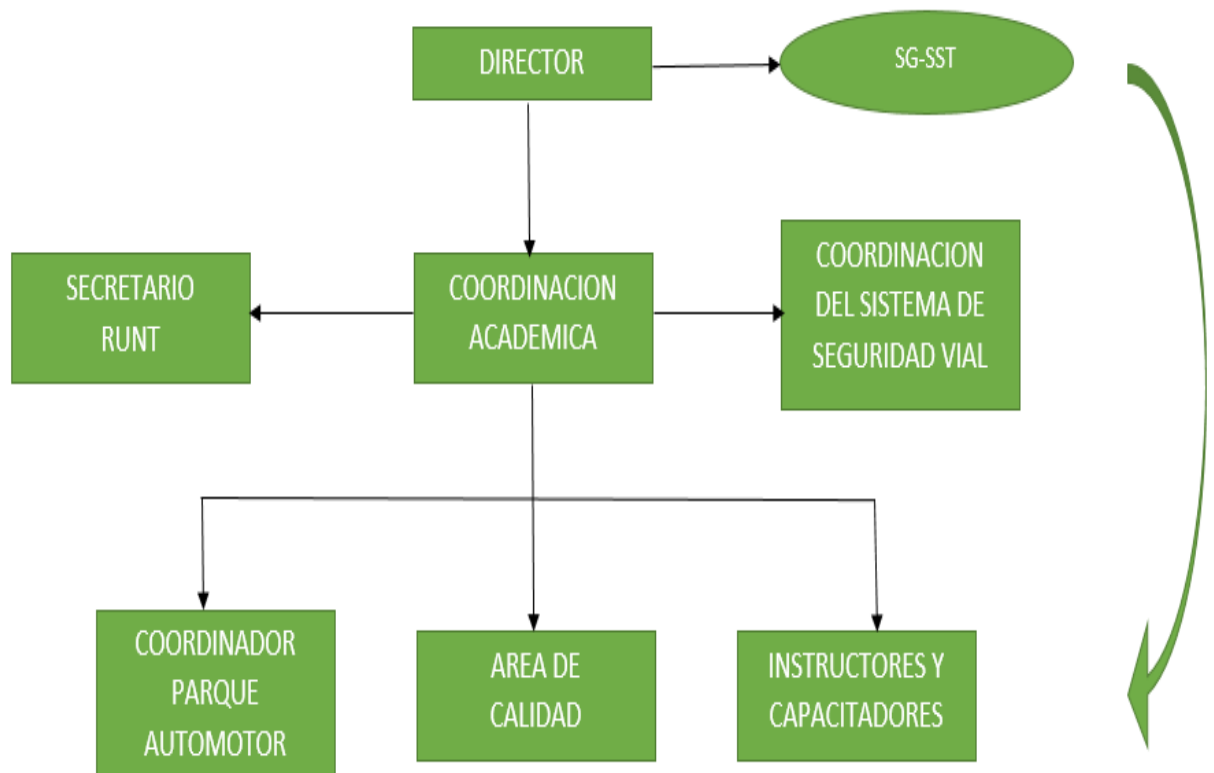 DIRECTOR
SG-SST
SECRETARIO
RUNT
COORDINACION
ACADEMICA
COORDINACION
DEL SISTEMA DE
SEGURIDAD VIAL
COORDINADOR
PARQUE
AUTOMOTOR
AREA DE
CALIDAD
INSTRUCTORES Y
CAPACITADORES